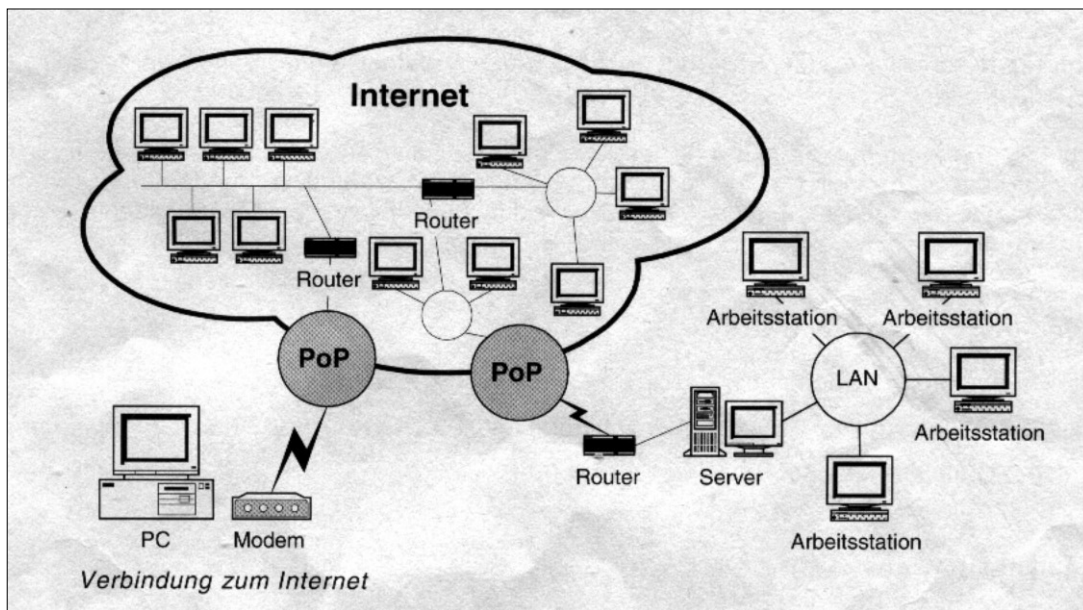 Internet
Router
Router
PoP
PoP
Arbeitsstation
Arbeitsstation
LAN
Arbeitsstation
Router
Server
Arbeitsstation
PC
Modem
Verbindung zum Internet